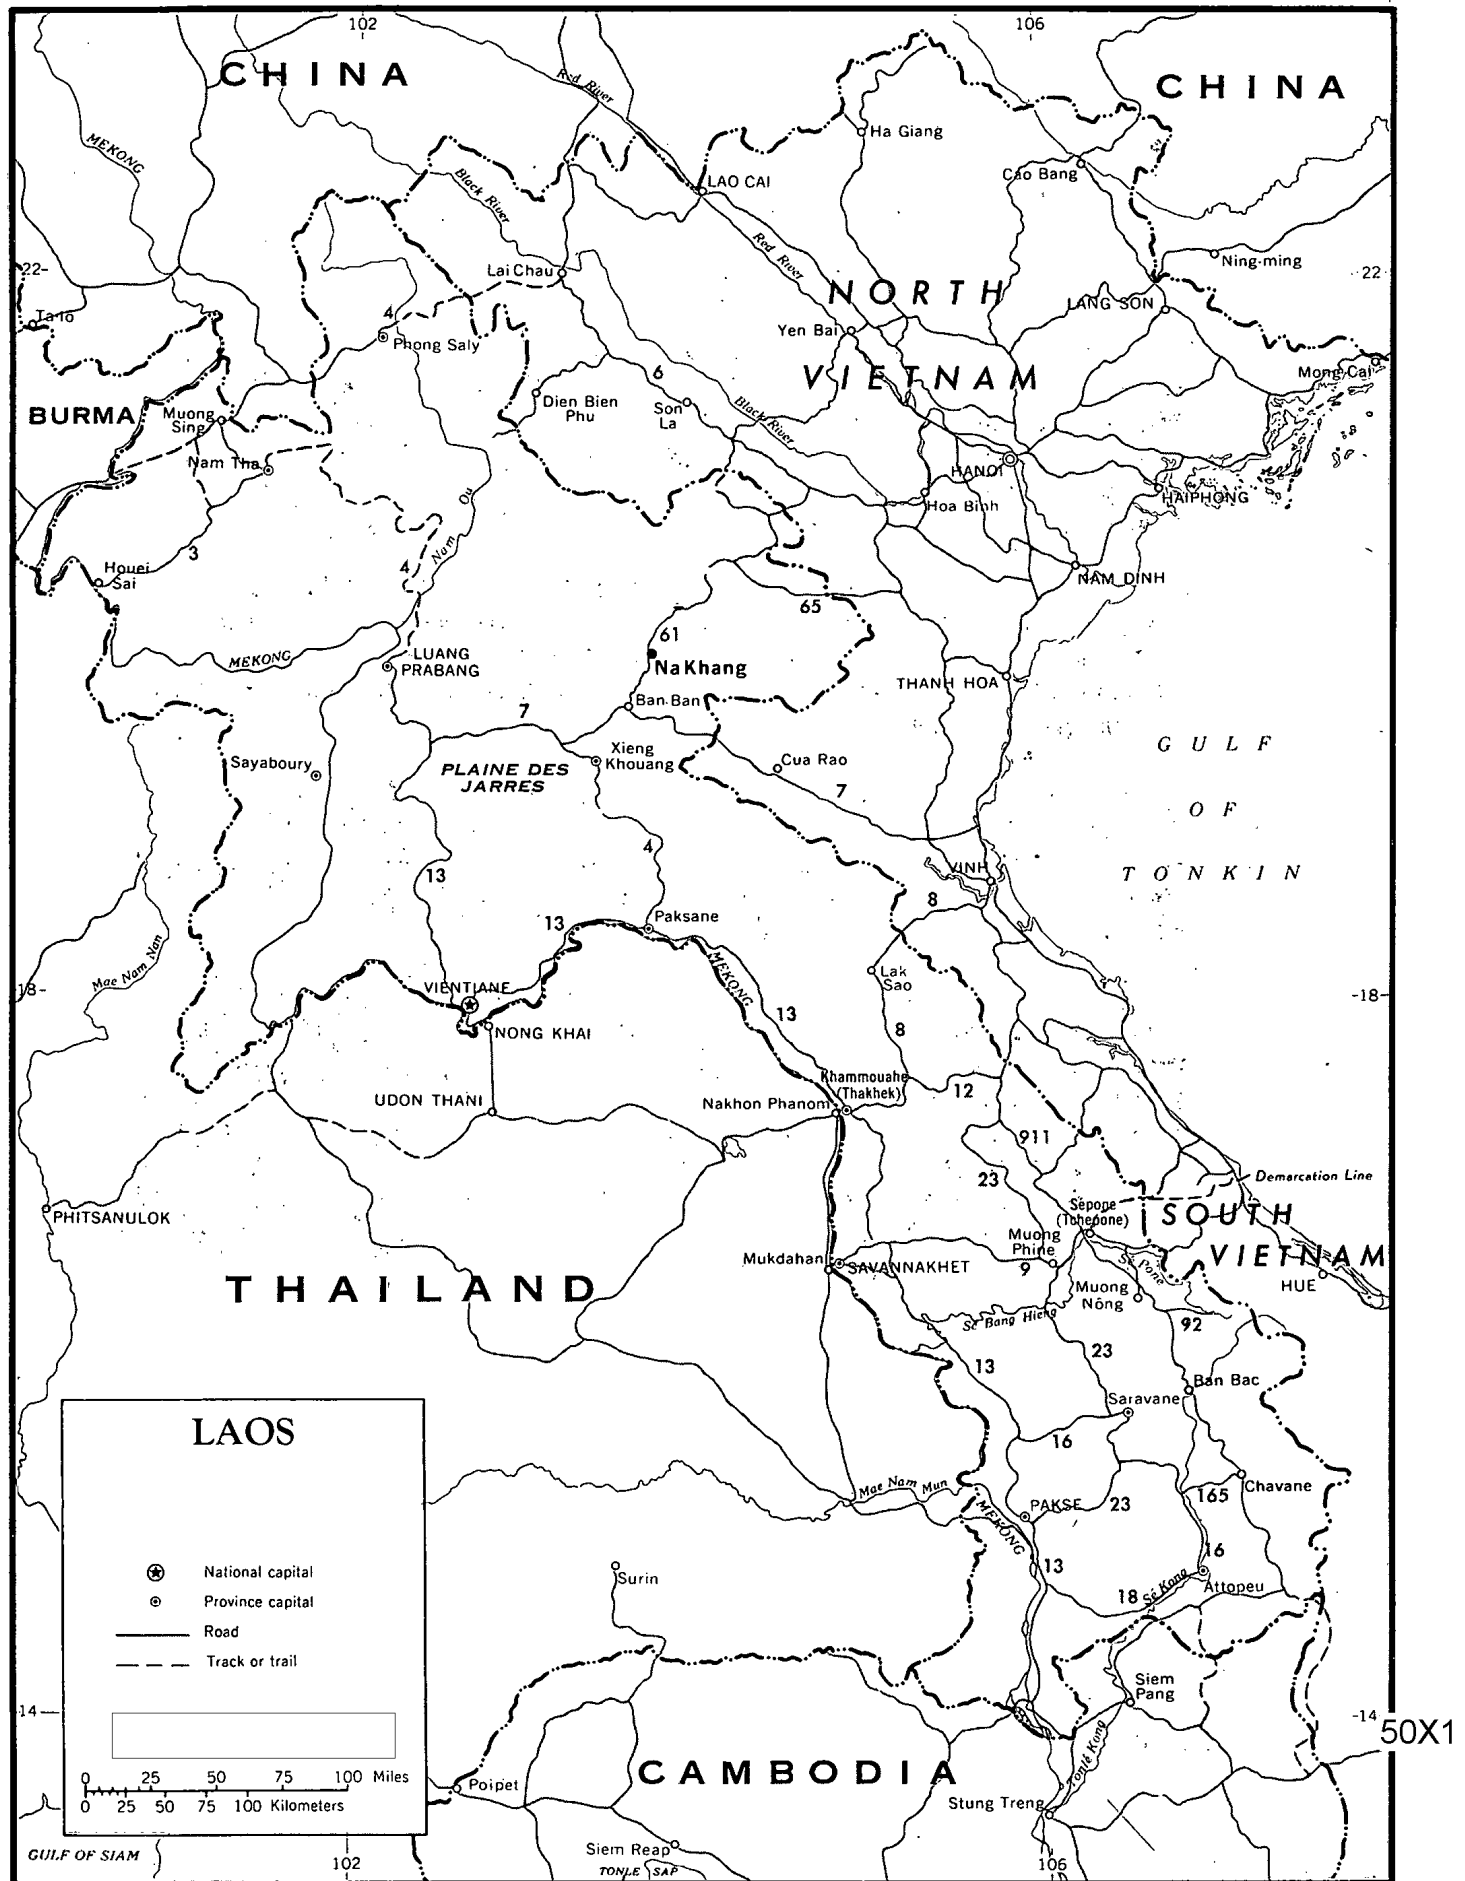 102
106
CHINA
CHINA
Red River
MEKONG
Ha Giang
Cao Bang
LAO CAI
Black River
Red River
Lai Chau
22-
-22
Ning-ming
NORTH
LANG SON
Ta-lo
4
Yen Bai
Phong Saly
VIETNAM
Mong Cai
6
BURMA
Muong
Sing
Dien Bien
Phu
Son
La
Black River
Nam Tha
HANOI
Hoa Binh
HAIPHONG
Nam Ou
3
Houei
Sai
4
NAM DINH
65
61
MEKONG
LUANG
PRABANG
NaKhang
THANH HOA
Ban Ban
7
GULF
Xieng
Khouang
Sayaboury
PLAINE DES
JARRES
Cua Rao
7
OF
4
13
VINH
TONKIN
8
13
Paksane
Mae Nam Nan
MEKONG
Lak
Sao
18-
-18
VIENTIANE
NONG KHAI
13
8
Khammouane
(Thakhek)
12
UDON THANI
Nakhon Phanom
911
23
Demarcation Line
PHITSANULOK
Sepone
(Tchepone)
SOUTH
Muong
Phine
VIETNAM
Mukdahan
SAVANNAKHET
9
Se Pone
THAILAND
HUE
Muong
Nông
Se Bang Hieng
92
13
23
Ban Bac
Saravane
LAOS
16
Mae Nam Mun
Chavane
165
MEKONG
PAKSE
23
16
13
Surin
Attopeu
18
Sé Kong
National capital
Province capital
Road
Track or trail
Siem
Pang
14-
-14
50X1
Tonlé Kong
CAMBODIA
0 25 50 75 100 Miles
0 25 50 75 100 Kilometers
Poipet
Stung Treng
Siem Reap
GULF OF SIAM
TONLE SAP
102
106